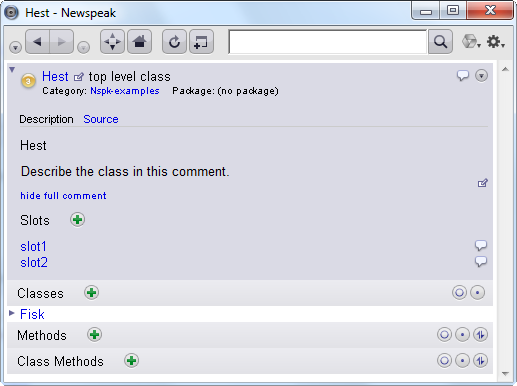 Hest - Newspeak
Hest top level class
Category: Nspk-examples Package: (no package)
Description Source
Hest
Describe the class in this comment.
hide full comment
Slots
slot1
slot2
Classes
Fisk
Methods
Class Methods